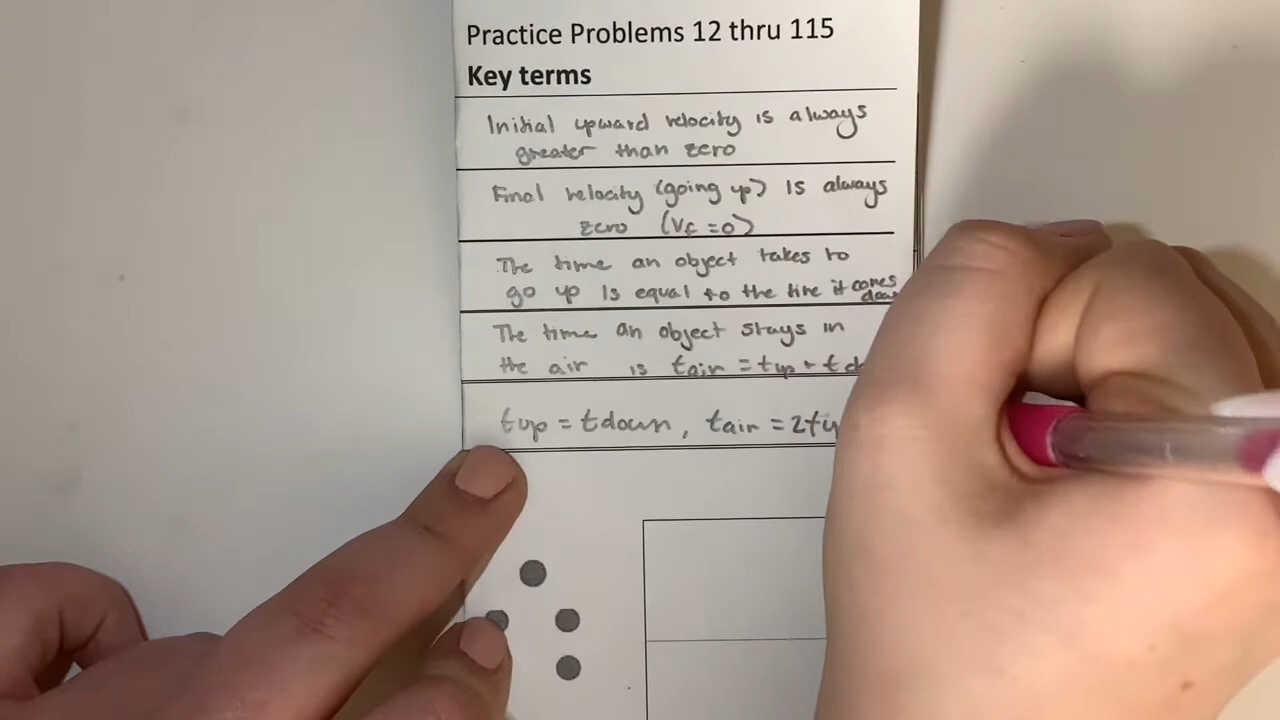 Practice Problems 12 thru 115
Key terms
Initial upward velocity is always
greater than zero
Final velocity (going up) is always
zero (Vf = 0)
The time an object takes to
go up is equal to the time it comes
down
The time an object stays in
the air is tair = tup + td
tup = tdown, tair = 2tu